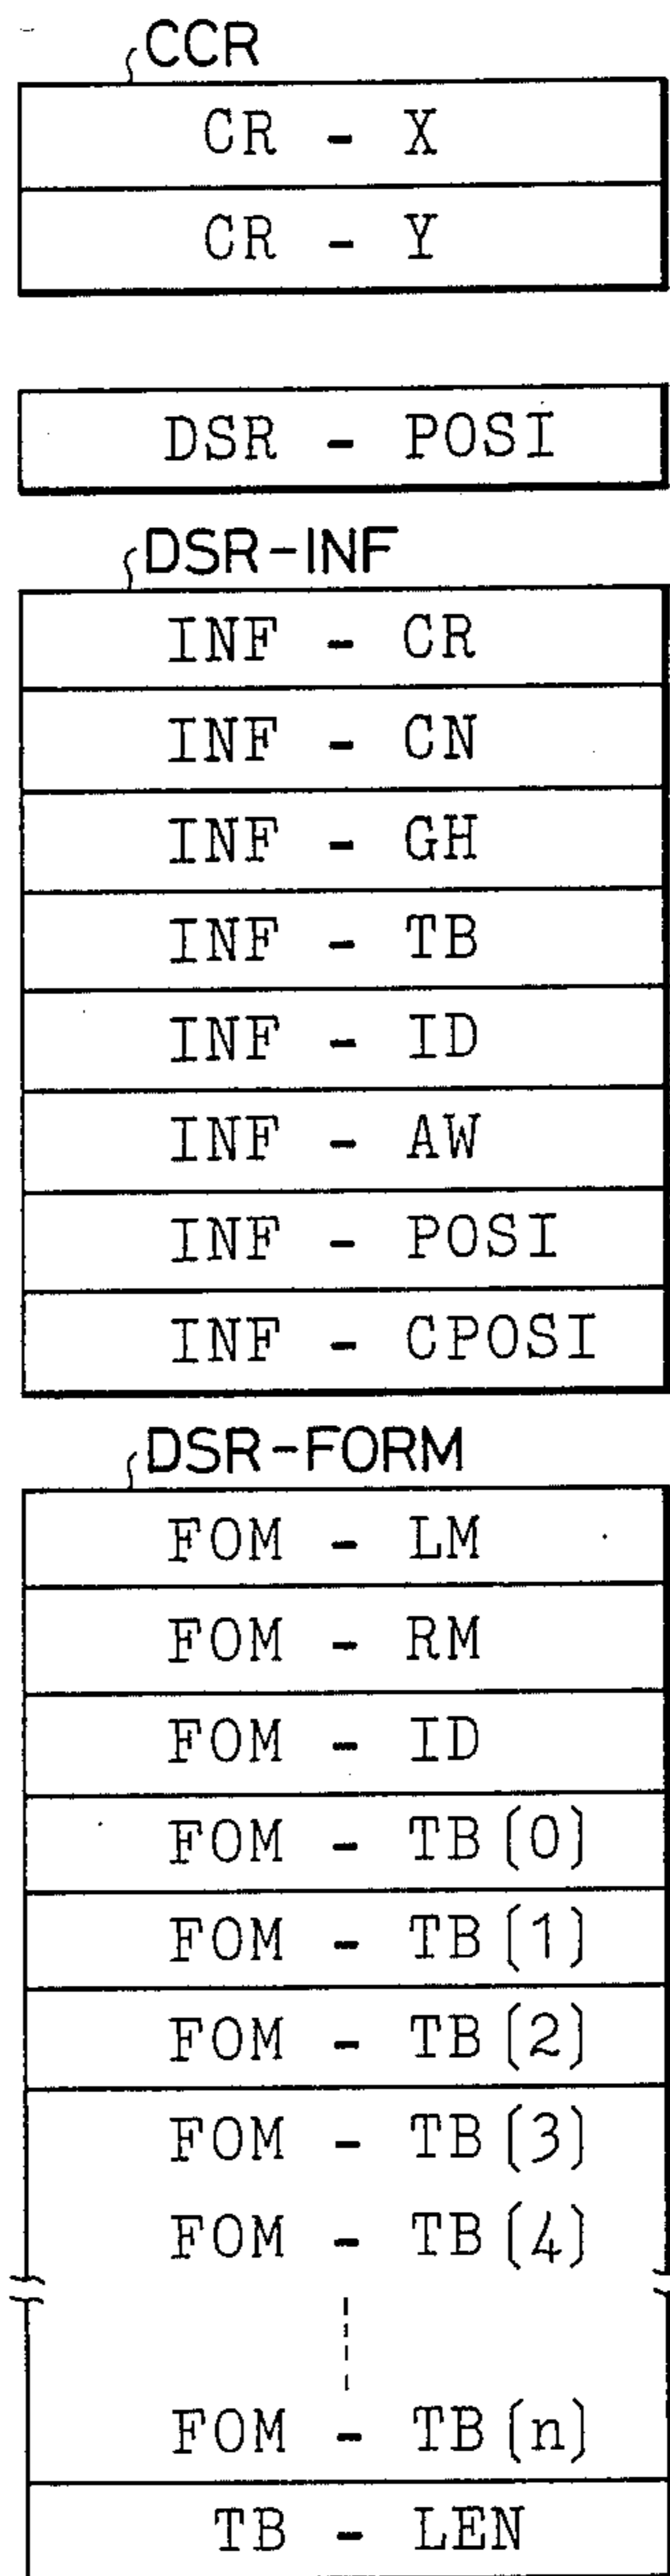 CCR
CR - X
CR - Y
DSR - POSI
DSR-INF
INF - CR
INF - CN
INF - GH
INF - TB
INF - ID
INF - AW
INF - POSI
INF - CPOSI
DSR-FORM
FOM - LM
FOM - RM
FOM - ID
FOM - TB(0)
FOM - TB(1)
FOM - TB(2)
FOM - TB(3)
FOM - TB(4)
FOM - TB(n)
TB - LEN